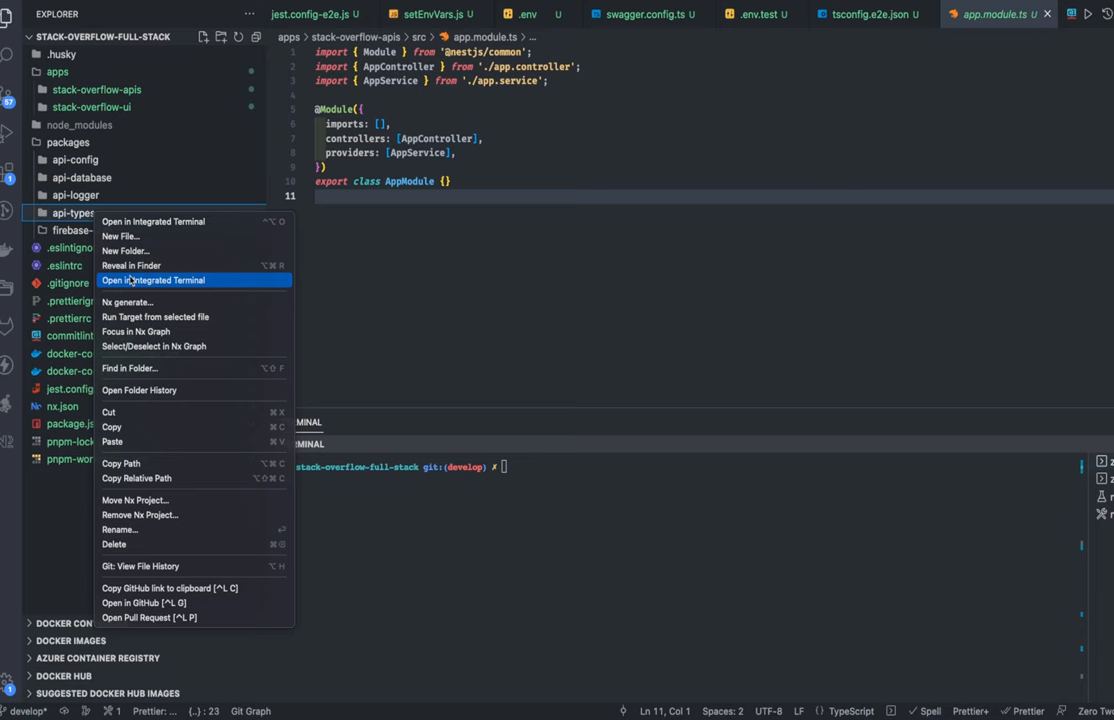 EXPLORER
jest.config-e2e.js U
setEnvVars.js U
.env U
swagger.config.ts U
.env.test U
tsconfig.e2e.json U
app.module.ts U
STACK-OVERFLOW-FULL-STACK
apps > stack-overflow-apis > src > app.module.ts > ...
.husky
apps
stack-overflow-apis
stack-overflow-ui
node_modules
packages
api-config
api-database
api-logger
api-types
firebase-
.eslintigno
.eslintrc
.gitignore
.prettierig
.prettierrc
commitlint
docker-co
docker-co
jest.config
nx.json
package.js
pnpm-lock
pnpm-wor
57
1
1
1 import { Module } from '@nestjs/common';
2 import { AppController } from './app.controller';
3 import { AppService } from './app.service';
4
5 @Module({
6 imports: [],
7 controllers: [AppController],
8 providers: [AppService],
9 })
10 export class AppModule {}
11
Open in Integrated Terminal ^⌥ O
New File...
New Folder...
Reveal in Finder ⌥⌘ R
Open in Integrated Terminal
Nx generate...
Run Target from selected file
Focus in Nx Graph
Select/Deselect in Nx Graph
Find in Folder... ⌥⇧ F
Open Folder History
Cut ⌘ X
Copy ⌘ C
Paste ⌘ V
Copy Path ⌥⌘ C
Copy Relative Path ⌥⇧⌘ C
Move Nx Project...
Remove Nx Project...
Rename...
Delete
Git: View File History ⌥ H
Copy GitHub link to clipboard [^L C]
Open in GitHub [^L G]
Open Pull Request [^L P]
RMINAL
RMINAL
stack-overflow-full-stack git:(develop) ✗
DOCKER CON
DOCKER IMAGES
AZURE CONTAINER REGISTRY
DOCKER HUB
SUGGESTED DOCKER HUB IMAGES
develop* 1 Prettier: ... {..} : 23 Git Graph Ln 11, Col 1 Spaces: 2 UTF-8 LF {} TypeScript Spell Prettier+ Prettier Zero Two